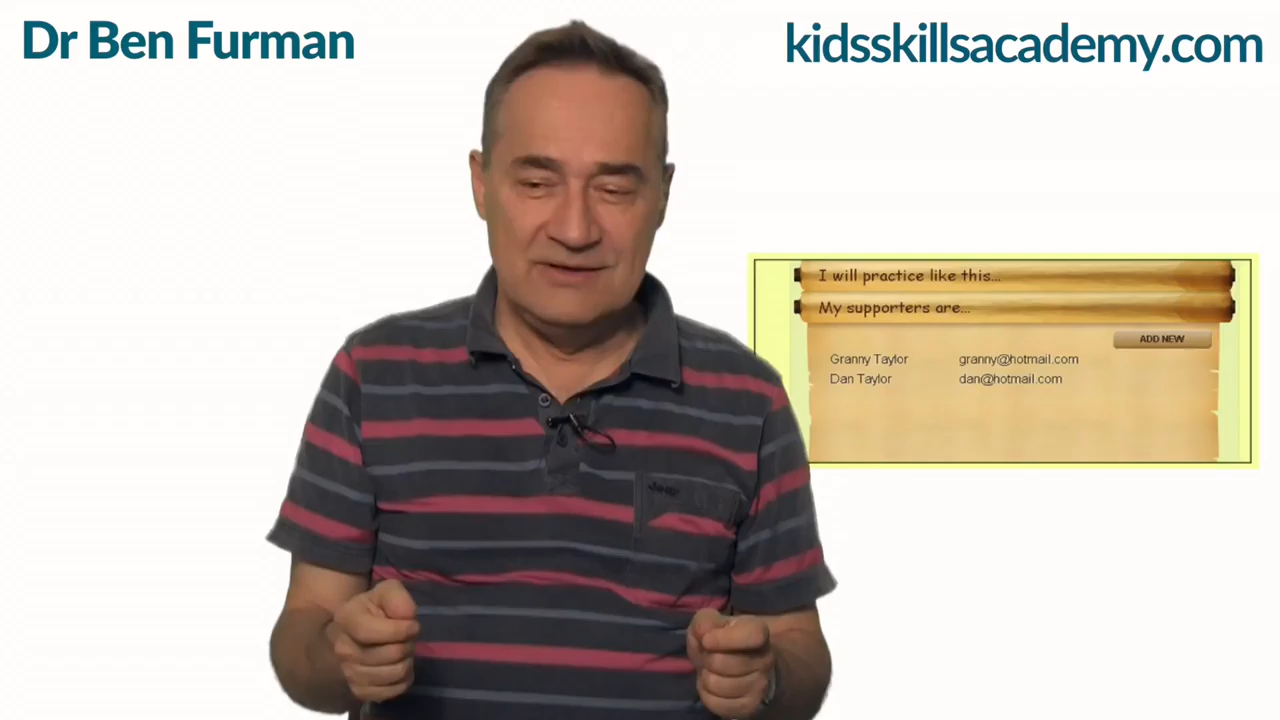 Dr Ben Furman
kidsskillsacademy.com
I will practice like this...
My supporters are...
ADD NEW
Granny Taylor granny@hotmail.com
Dan Taylor dan@hotmail.com
Jeep